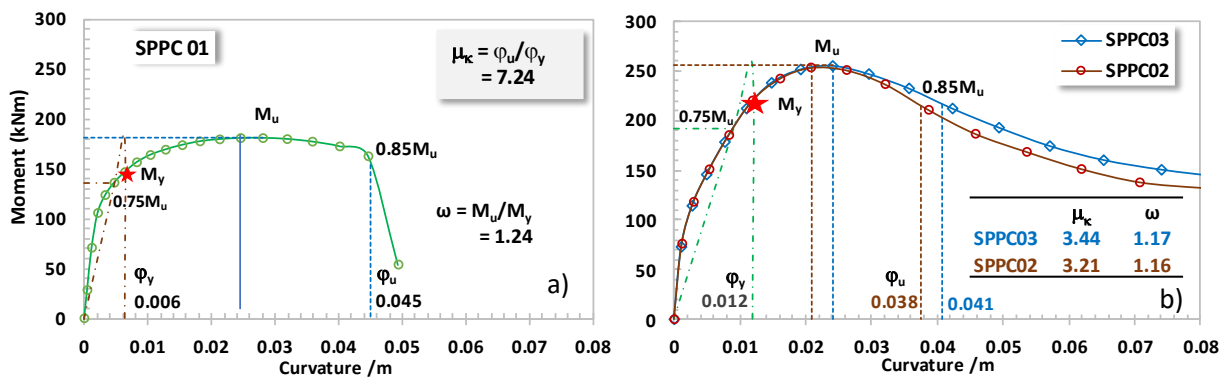 SPPC 01
μκ = φu/φy
= 7.24
Mu
0.85Mu
My
0.75Mu
ω = Mu/My
= 1.24
φy
0.006
φu
0.045
a)
Moment (kNm)
300
250
200
150
100
50
0
0 0.01 0.02 0.03 0.04 0.05 0.06 0.07 0.08
Curvature /m
SPPC03
SPPC02
Mu
0.85Mu
0.75Mu
My
μκ ω
SPPC03 3.44 1.17
SPPC02 3.21 1.16
φy
0.012
φu
0.038
0.041
b)
300
250
200
150
100
50
0
0 0.01 0.02 0.03 0.04 0.05 0.06 0.07 0.08
Curvature /m